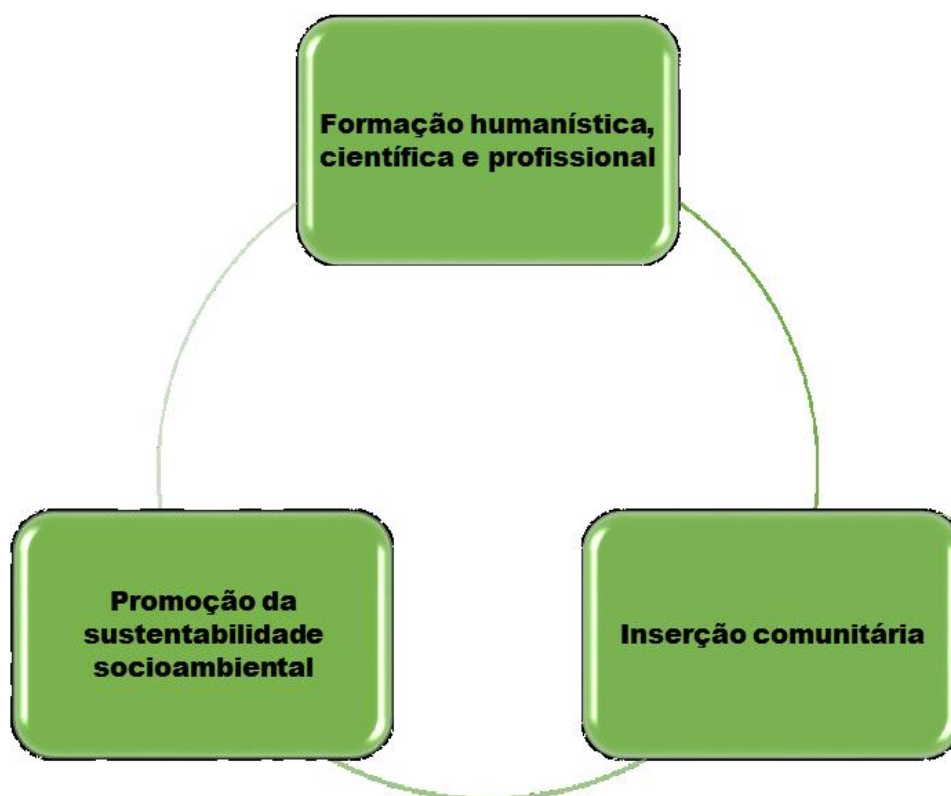 Formação humanística,
científica e profissional
Promoção da
sustentabilidade
socioambiental
Inserção comunitária